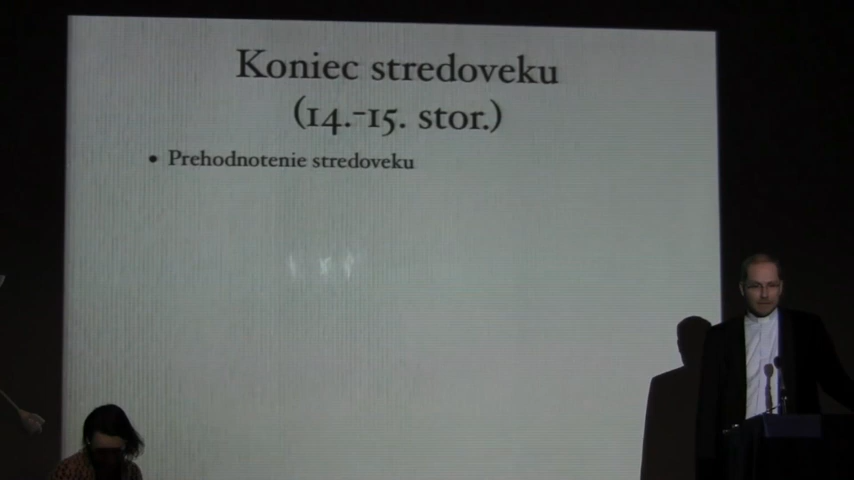 Koniec stredoveku
(14.-15. stor.)
• Prehodnotenie stredoveku